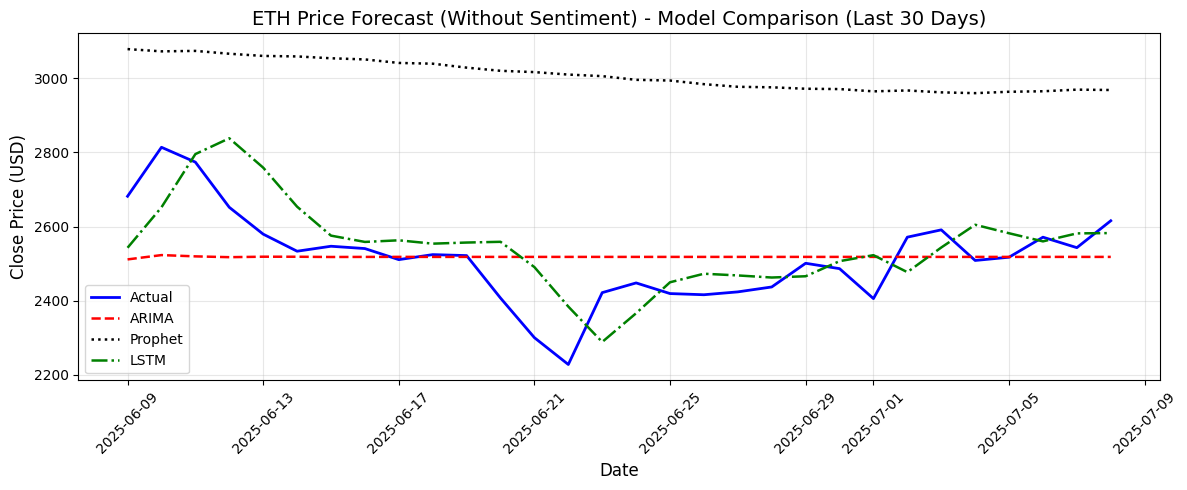 ETH Price Forecast (Without Sentiment) - Model Comparison (Last 30 Days)
Close Price (USD)
3000
2800
2600
2400
2200
Actual
ARIMA
Prophet
LSTM
2025-06-09
2025-06-13
2025-06-17
2025-06-21
2025-06-25
2025-06-29
2025-07-01
2025-07-05
2025-07-09
Date